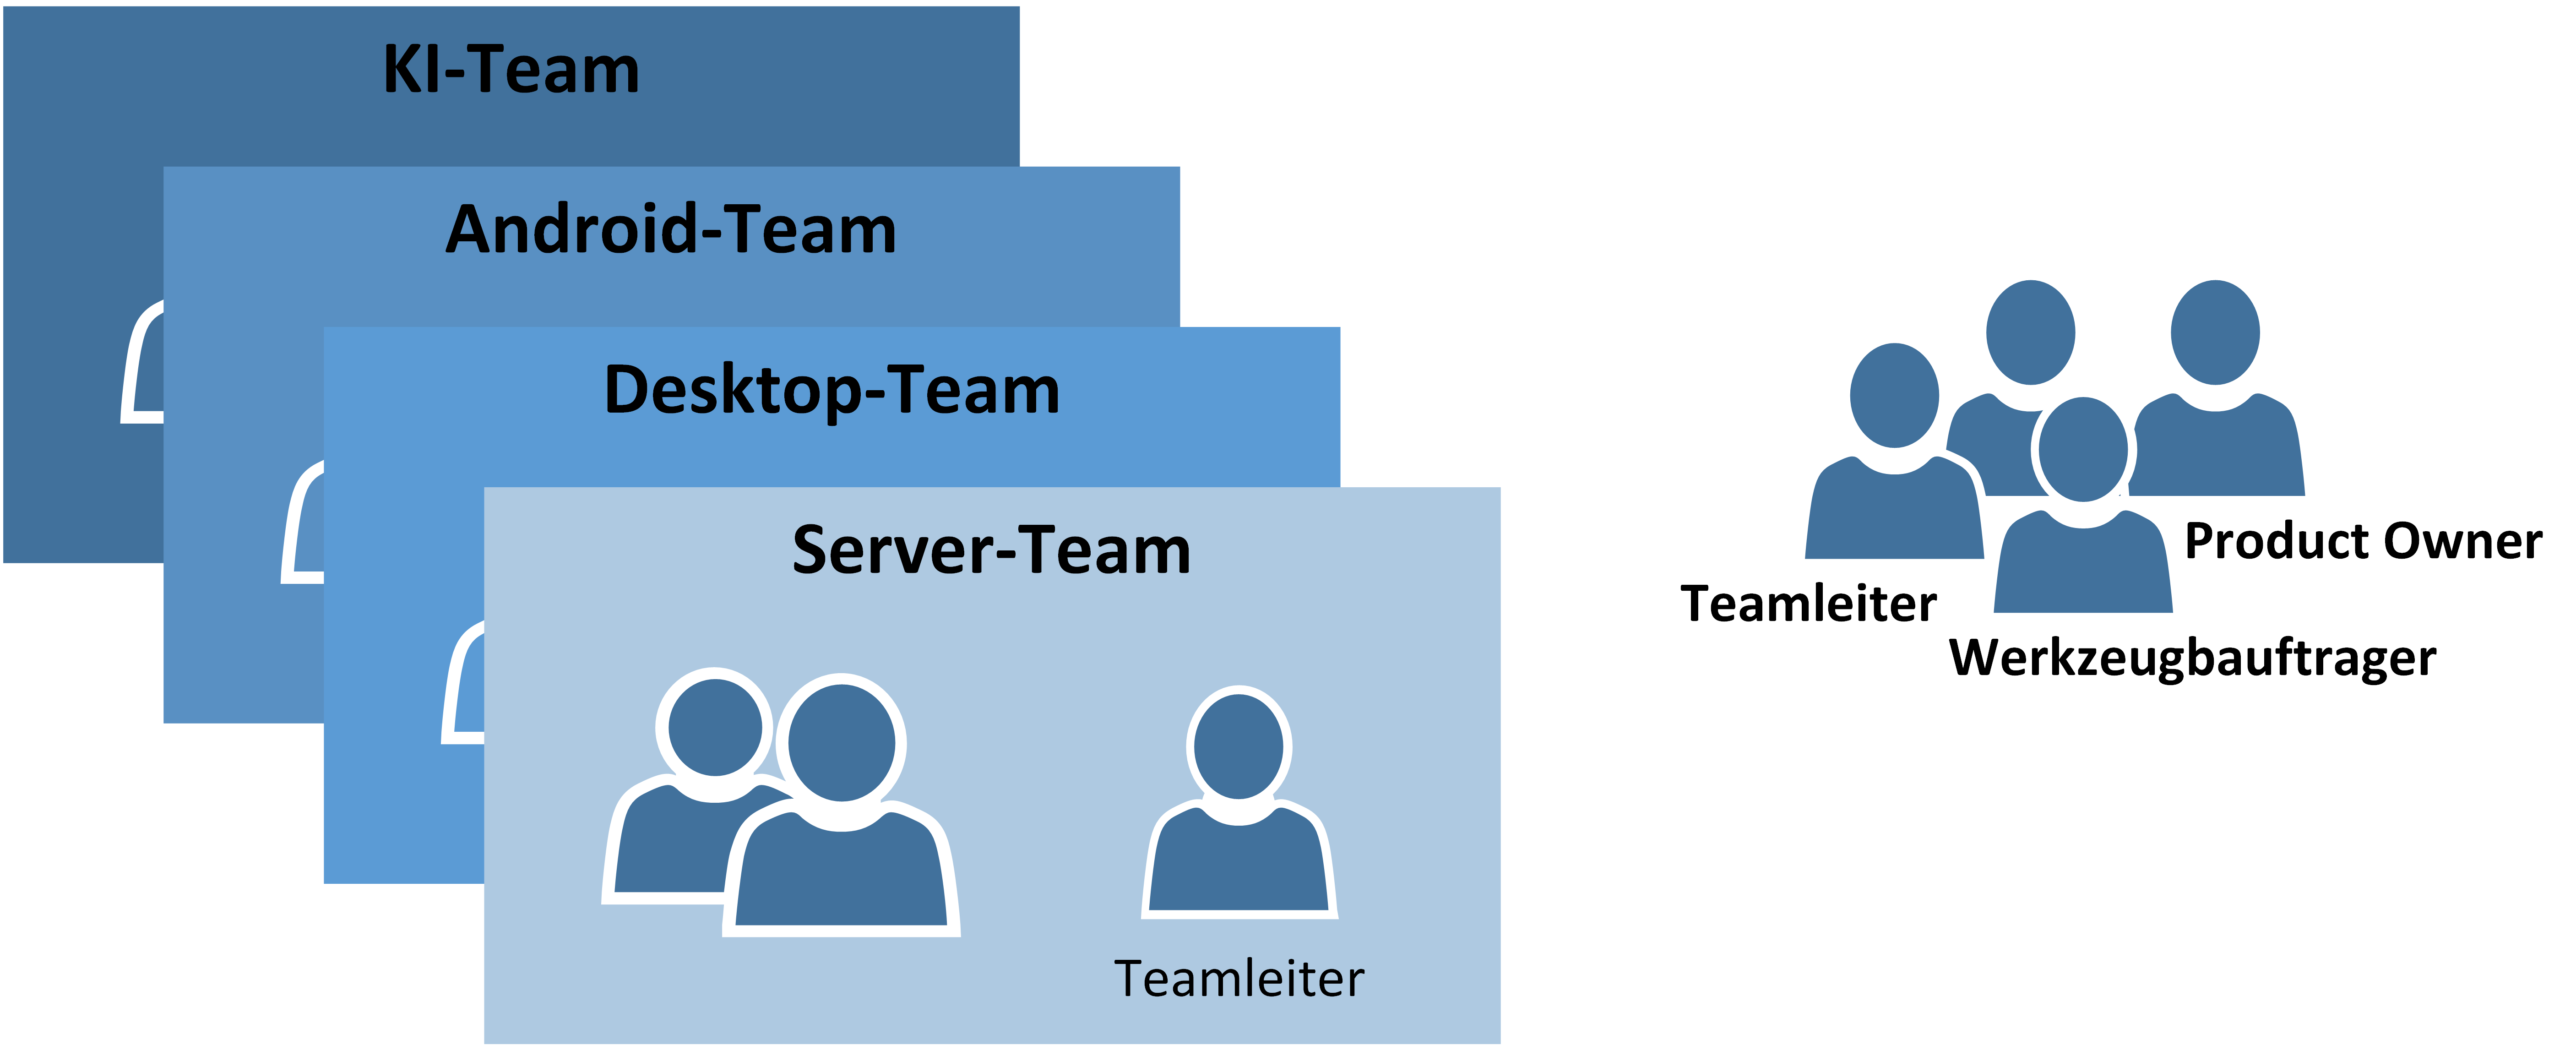 KI-Team
Android-Team
Desktop-Team
Server-Team
Teamleiter
Product Owner
Teamleiter
Werkzeugbauftrager